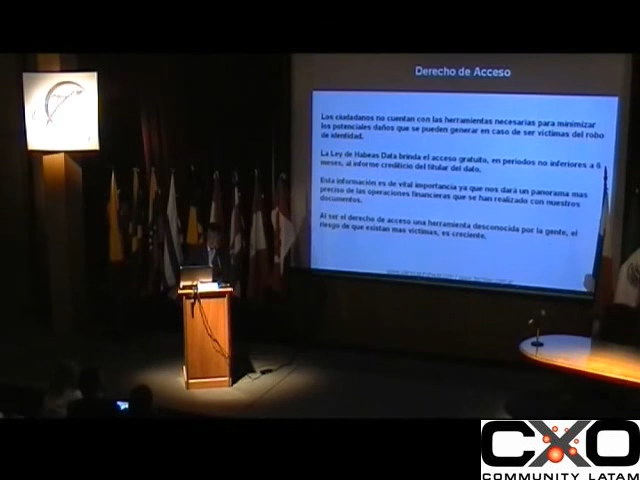 Derecho de Acceso
Los ciudadanos no cuentan con las herramientas necesarias para minimizar
los potenciales daños que se pueden generar en caso de ser victimas del robo
de identidad.
La Ley de Habeas Data brinda el acceso gratuito, en periodos no inferiores a 6
meses, al informe crediticio del titular del dato.
Esta información es de vital importancia ya que nos dará un panorama mas
preciso de las operaciones financieras que se han realizado con nuestros
documentos.
Al ser el derecho de acceso una herramienta desconocida por la gente, el
riesgo de que existan mas victimas, es creciente.
CXO
COMMUNITY LATAM